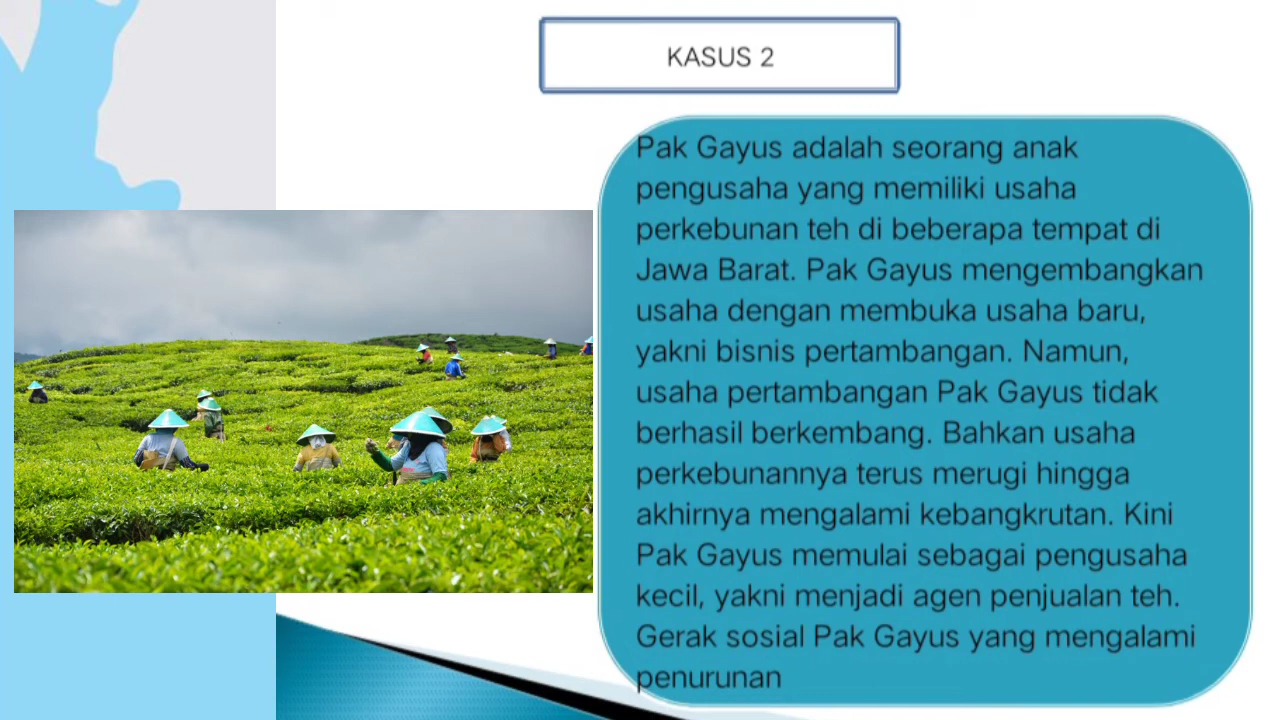 KASUS 2
Pak Gayus adalah seorang anak
pengusaha yang memiliki usaha
perkebunan teh di beberapa tempat di
Jawa Barat. Pak Gayus mengembangkan
usaha dengan membuka usaha baru,
yakni bisnis pertambangan. Namun,
usaha pertambangan Pak Gayus tidak
berhasil berkembang. Bahkan usaha
perkebunannya terus merugi hingga
akhirnya mengalami kebangkrutan. Kini
Pak Gayus memulai sebagai pengusaha
kecil, yakni menjadi agen penjualan teh.
Gerak sosial Pak Gayus yang mengalami
penurunan